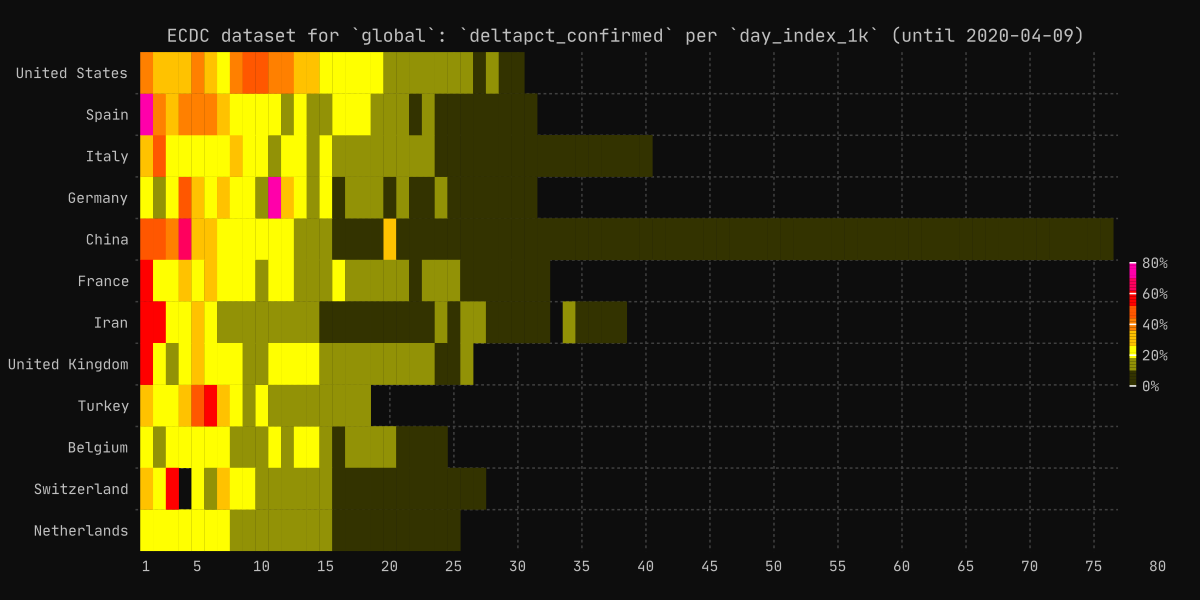 ECDC dataset for `global`: `deltapct_confirmed` per `day_index_1k` (until 2020-04-09)
United States
Spain
Italy
Germany
China
France
Iran
United Kingdom
Turkey
Belgium
Switzerland
Netherlands
80%
60%
40%
20%
0%
1 5 10 15 20 25 30 35 40 45 50 55 60 65 70 75 80